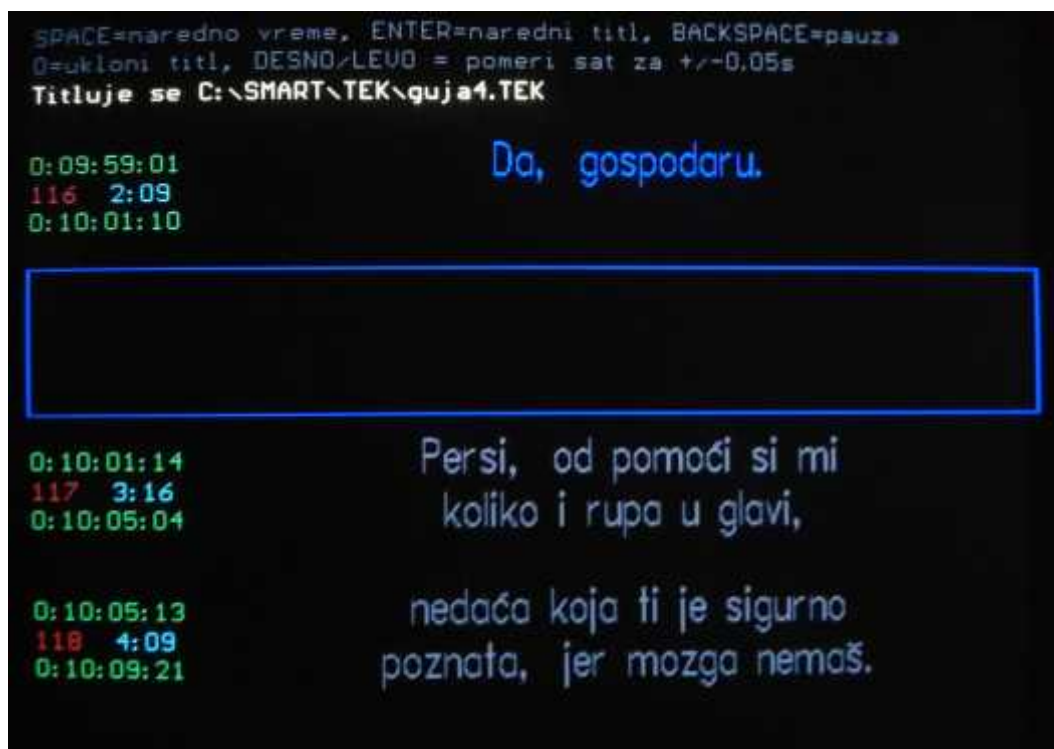 SPACE=naredno vreme, ENTER=naredni titl, BACKSPACE=pauza
0=ukloni titl, DESNO/LEVO = pomeri sat za +/-0.05s
Titluje se C:\SMART\TEK\guja4.TEK
0:09:59:01
116 2:09
0:10:01:10
Da, gospodaru.
0:10:01:14
117 3:16
0:10:05:04
Persi, od pomoći si mi
koliko i rupa u glavi,
0:10:05:13
118 4:09
0:10:09:21
nedaća koja ti je sigurno
poznata, jer mozga nemaš.